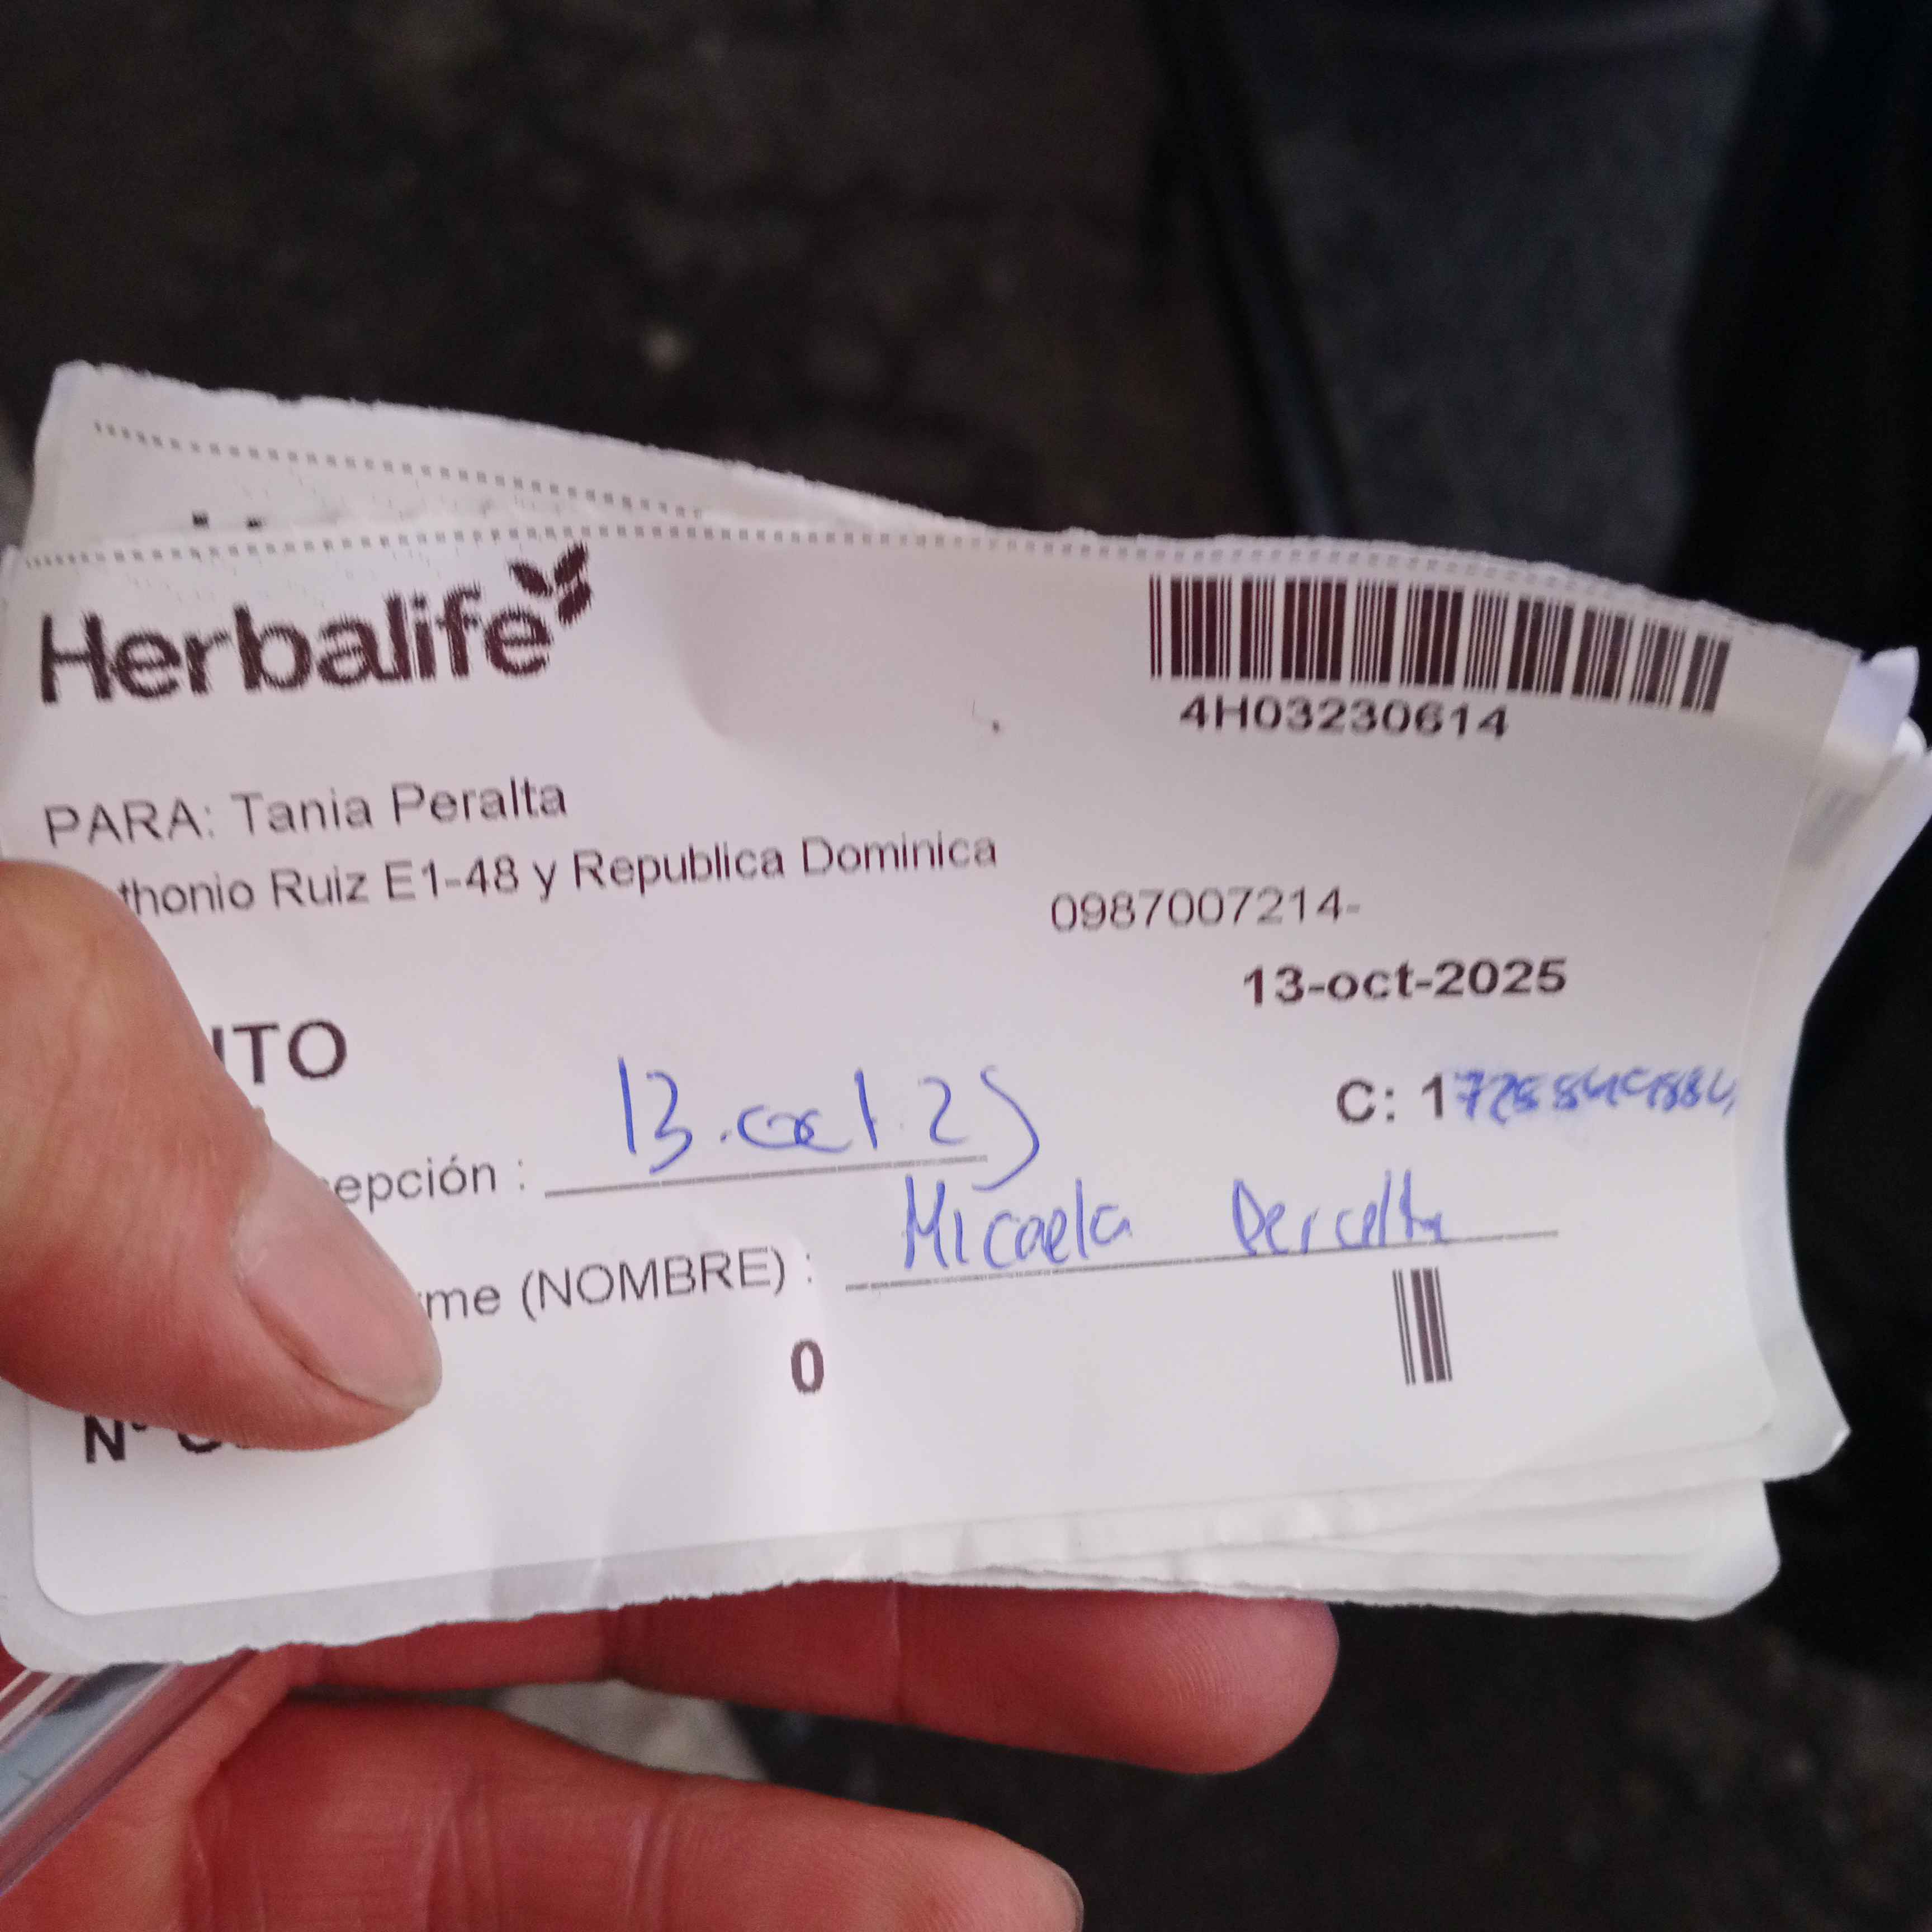 Herbalife
4H03230614
PARA: Tania Peralta
thonio Ruiz E1-48 y Republica Dominica
0987007214-
13-oct-2025
ITO
C: 1
epción : 13.oct.25
rme (NOMBRE) : Micaela Peralta
0